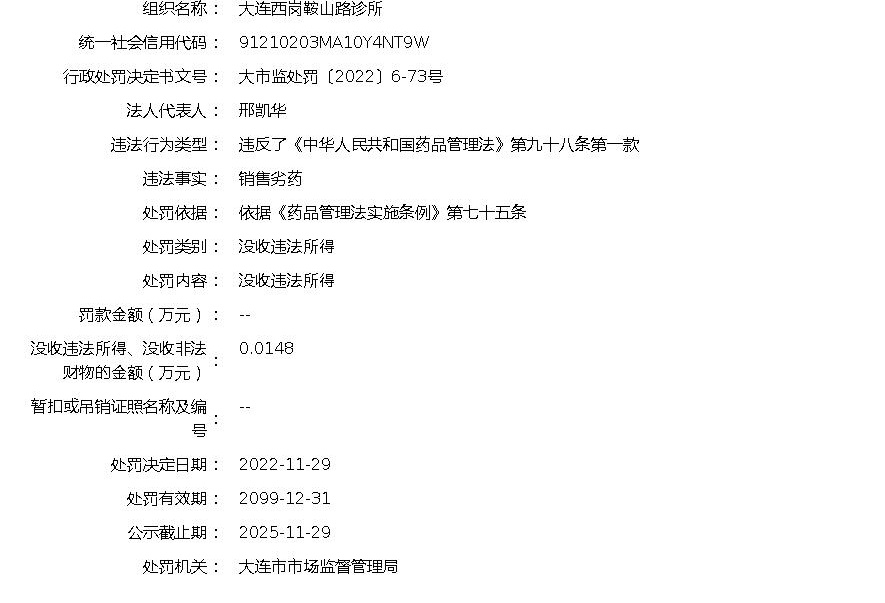 组织名称： 大连西岗鞍山路诊所
统一社会信用代码： 91210203MA10Y4NT9W
行政处罚决定书文号： 大市监处罚〔2022〕6-73号
法人代表人： 邢凯华
违法行为类型： 违反了《中华人民共和国药品管理法》第九十八条第一款
违法事实： 销售劣药
处罚依据： 依据《药品管理法实施条例》第七十五条
处罚类别： 没收违法所得
处罚内容： 没收违法所得
罚款金额（万元）： --
没收违法所得、没收非法
财物的金额（万元）： 0.0148
暂扣或吊销证照名称及编
号： --
处罚决定日期： 2022-11-29
处罚有效期： 2099-12-31
公示截止期： 2025-11-29
处罚机关： 大连市市场监督管理局